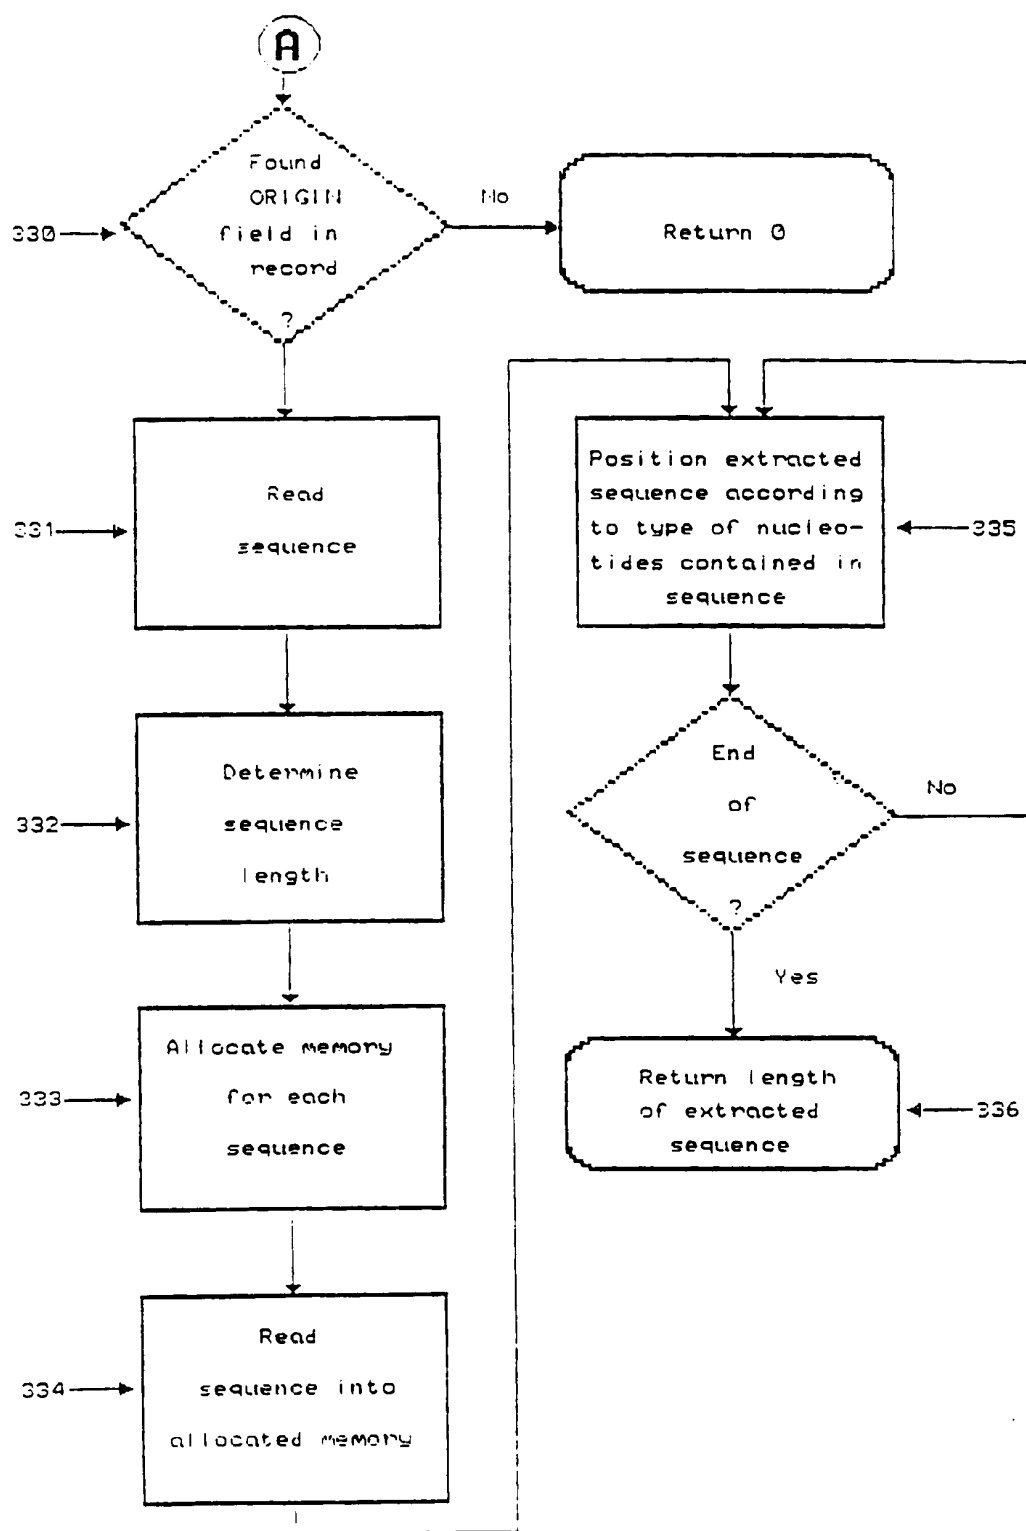 A
Found
ORIGIN
field in
record
?
330
No
Return 0
Read
sequence
331
Determine
sequence
length
332
Allocate memory
for each
sequence
333
Read
sequence into
allocated memory
334
Position extracted
sequence according
to type of nucleo-
tides contained in
sequence
335
End
of
sequence
?
No
Yes
Return length
of extracted
sequence
336